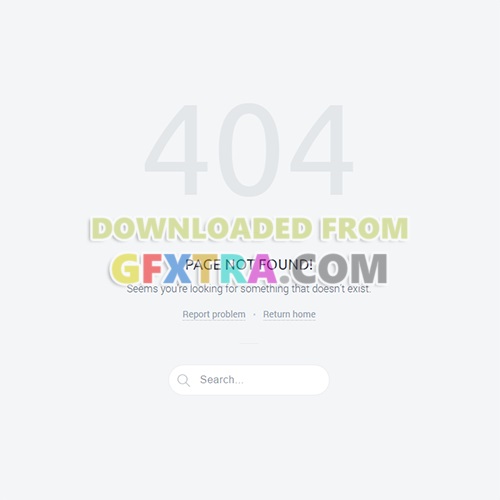 404
DOWNLOADED FROM
PAGE NOT FOUND!
GFXTRA.COM
Seems you're looking for something that doesn't exist.
Report problem • Return home
Search...